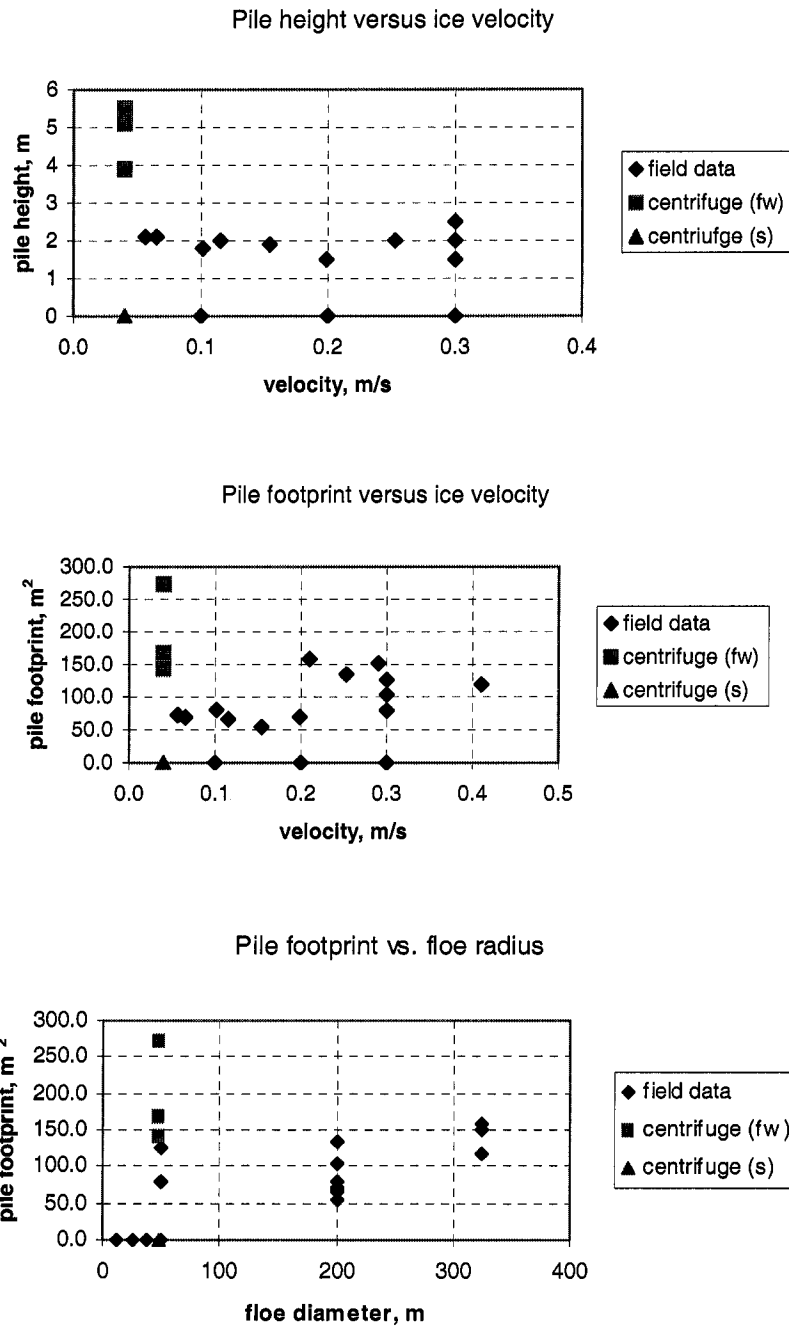 Pile height versus ice velocity
6
5
4
3
2
1
0
pile height, m
0.0 0.1 0.2 0.3 0.4
velocity, m/s
field data
centrifuge (fw)
centriufge (s)
Pile footprint versus ice velocity
300.0
250.0
200.0
150.0
100.0
50.0
0.0
pile footprint, m²
0.0 0.1 0.2 0.3 0.4 0.5
velocity, m/s
field data
centrifuge (fw)
centrifuge (s)
Pile footprint vs. floe radius
300.0
250.0
200.0
150.0
100.0
50.0
0.0
pile footprint, m²
0 100 200 300 400
floe diameter, m
field data
centrifuge (fw)
centrifuge (s)